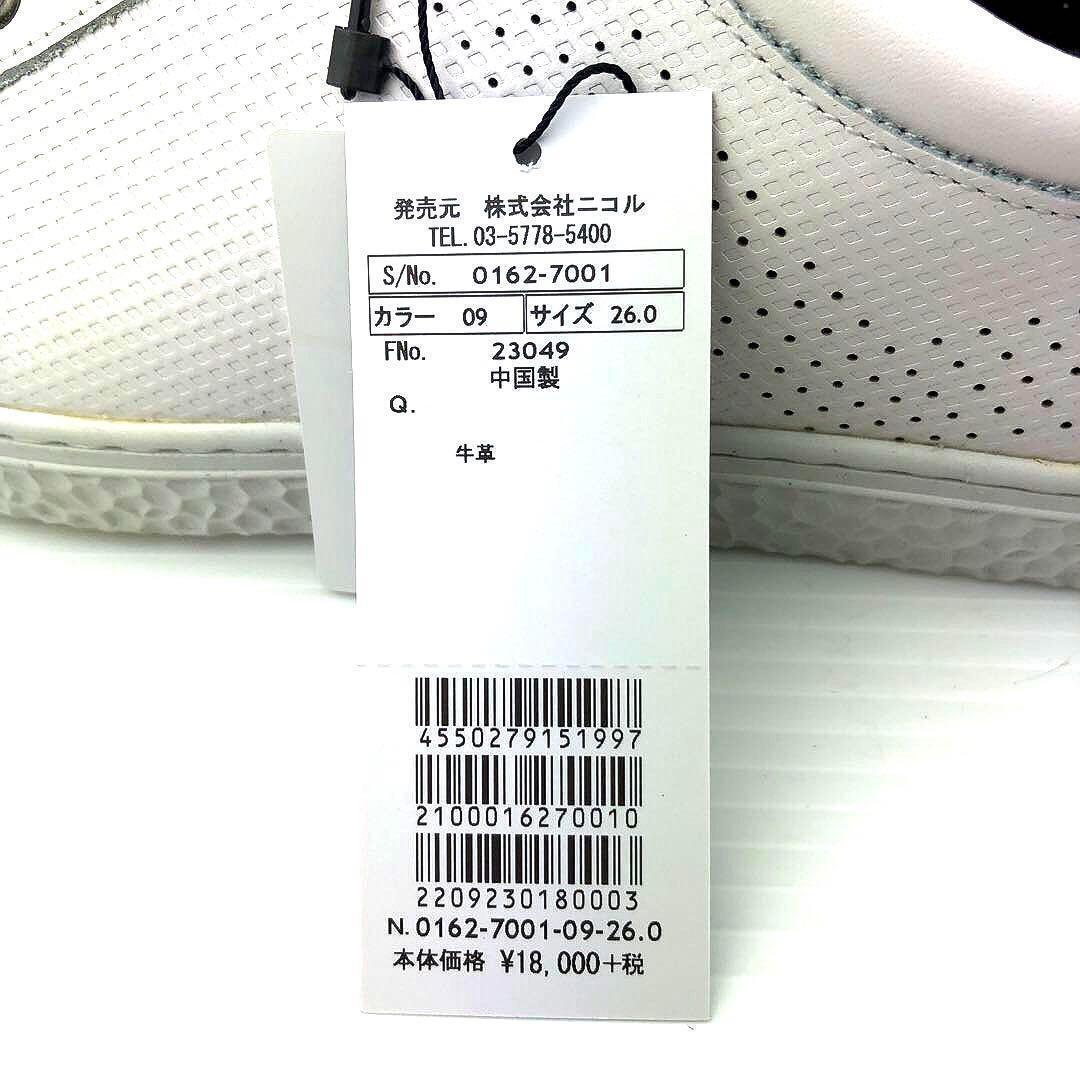 発売元 株式会社ニコル
TEL.03-5778-5400
S/No. 0162-7001
カラー 09 サイズ 26.0
FNo. 23049
中国製
Q.
牛革
4550279151997
2100016270010
2209230180003
N.0162-7001-09-26.0
本体価格 ¥18,000+税